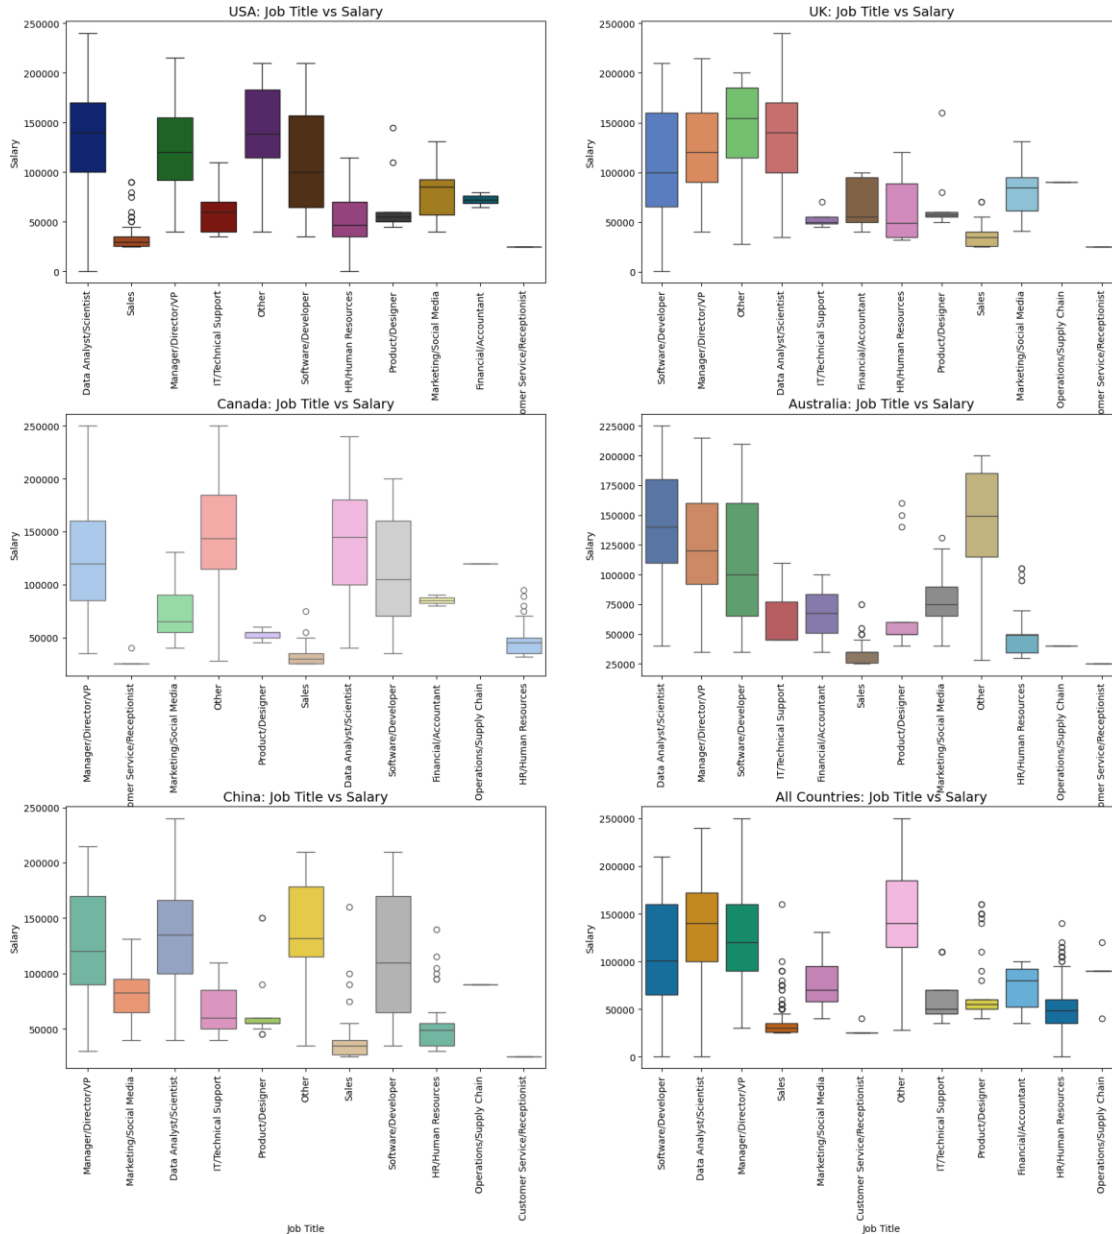 USA: Job Title vs Salary
250000
200000
150000
100000
50000
0
Salary
Data Analyst/Scientist
Sales
Manager/Director/VP
IT/Technical Support
Other
Software/Developer
HR/Human Resources
Product/Designer
Marketing/Social Media
Financial/Accountant
omer Service/Receptionist
UK: Job Title vs Salary
250000
200000
150000
100000
50000
0
Salary
Software/Developer
Manager/Director/VP
Other
Data Analyst/Scientist
IT/Technical Support
Financial/Accountant
HR/Human Resources
Product/Designer
Sales
Marketing/Social Media
Operations/Supply Chain
omer Service/Receptionist
Canada: Job Title vs Salary
250000
200000
150000
100000
50000
Salary
Manager/Director/VP
omer Service/Receptionist
Marketing/Social Media
Other
Product/Designer
Sales
Data Analyst/Scientist
Software/Developer
Financial/Accountant
Operations/Supply Chain
HR/Human Resources
Australia: Job Title vs Salary
225000
200000
175000
150000
125000
100000
75000
50000
25000
Salary
Data Analyst/Scientist
Manager/Director/VP
Software/Developer
IT/Technical Support
Financial/Accountant
Sales
Product/Designer
Marketing/Social Media
Other
HR/Human Resources
Operations/Supply Chain
omer Service/Receptionist
China: Job Title vs Salary
250000
200000
150000
100000
50000
Salary
Manager/Director/VP
Marketing/Social Media
Data Analyst/Scientist
IT/Technical Support
Product/Designer
Other
Sales
Software/Developer
HR/Human Resources
Operations/Supply Chain
Customer Service/Receptionist
Job Title
All Countries: Job Title vs Salary
250000
200000
150000
100000
50000
0
Salary
Software/Developer
Data Analyst/Scientist
Manager/Director/VP
Sales
Marketing/Social Media
Customer Service/Receptionist
Other
IT/Technical Support
Product/Designer
Financial/Accountant
HR/Human Resources
Operations/Supply Chain
Job Title